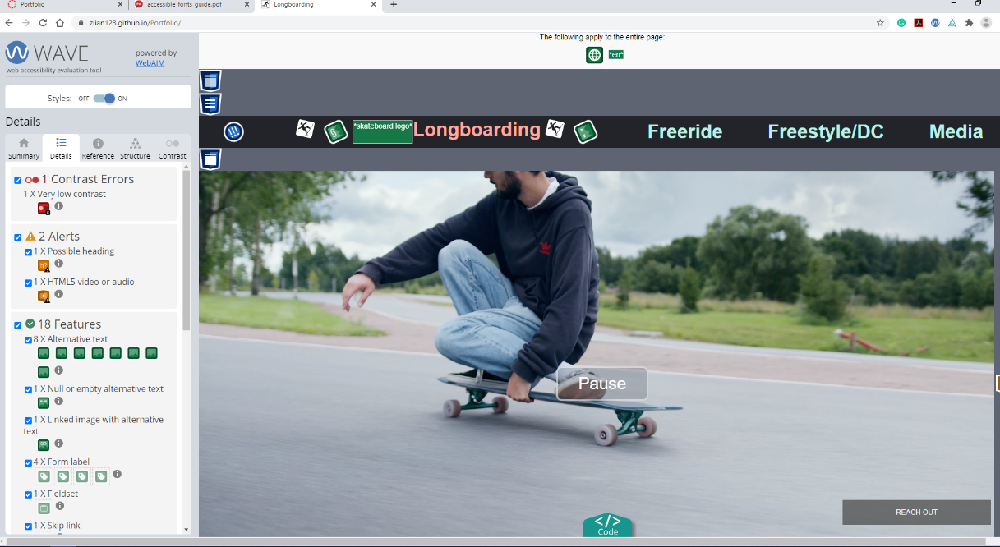 Portfolio
accessible_fonts_guide.pdf
Longboarding
zlian123.github.io/Portfolio/
WAVE
web accessibility evaluation tool
powered by
WebAIM
Styles: OFF ON
Details
Summary
Details
Reference
Structure
Contrast
1 Contrast Errors
1 X Very low contrast
2 Alerts
1 X Possible heading
h?
1 X HTML5 video or audio
18 Features
8 X Alternative text
1 X Null or empty alternative text
1 X Linked image with alternative
text
4 X Form label
1 X Fieldset
1 X Skip link
The following apply to the entire page:
*en*
*skateboard logo*
Longboarding
Freeride
Freestyle/DC
Media
Pause
REACH OUT
</>
Code